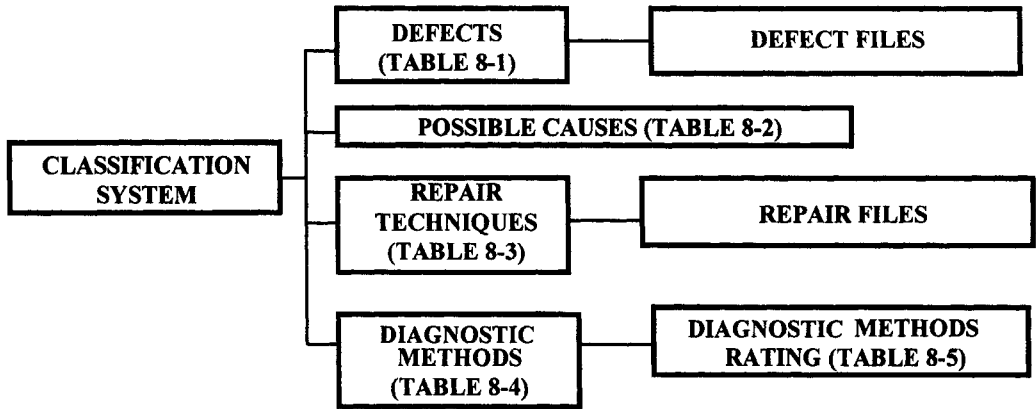 CLASSIFICATION
SYSTEM
DEFECTS
(TABLE 8-1)
DEFECT FILES
POSSIBLE CAUSES (TABLE 8-2)
REPAIR
TECHNIQUES
(TABLE 8-3)
REPAIR FILES
DIAGNOSTIC
METHODS
(TABLE 8-4)
DIAGNOSTIC METHODS
RATING (TABLE 8-5)